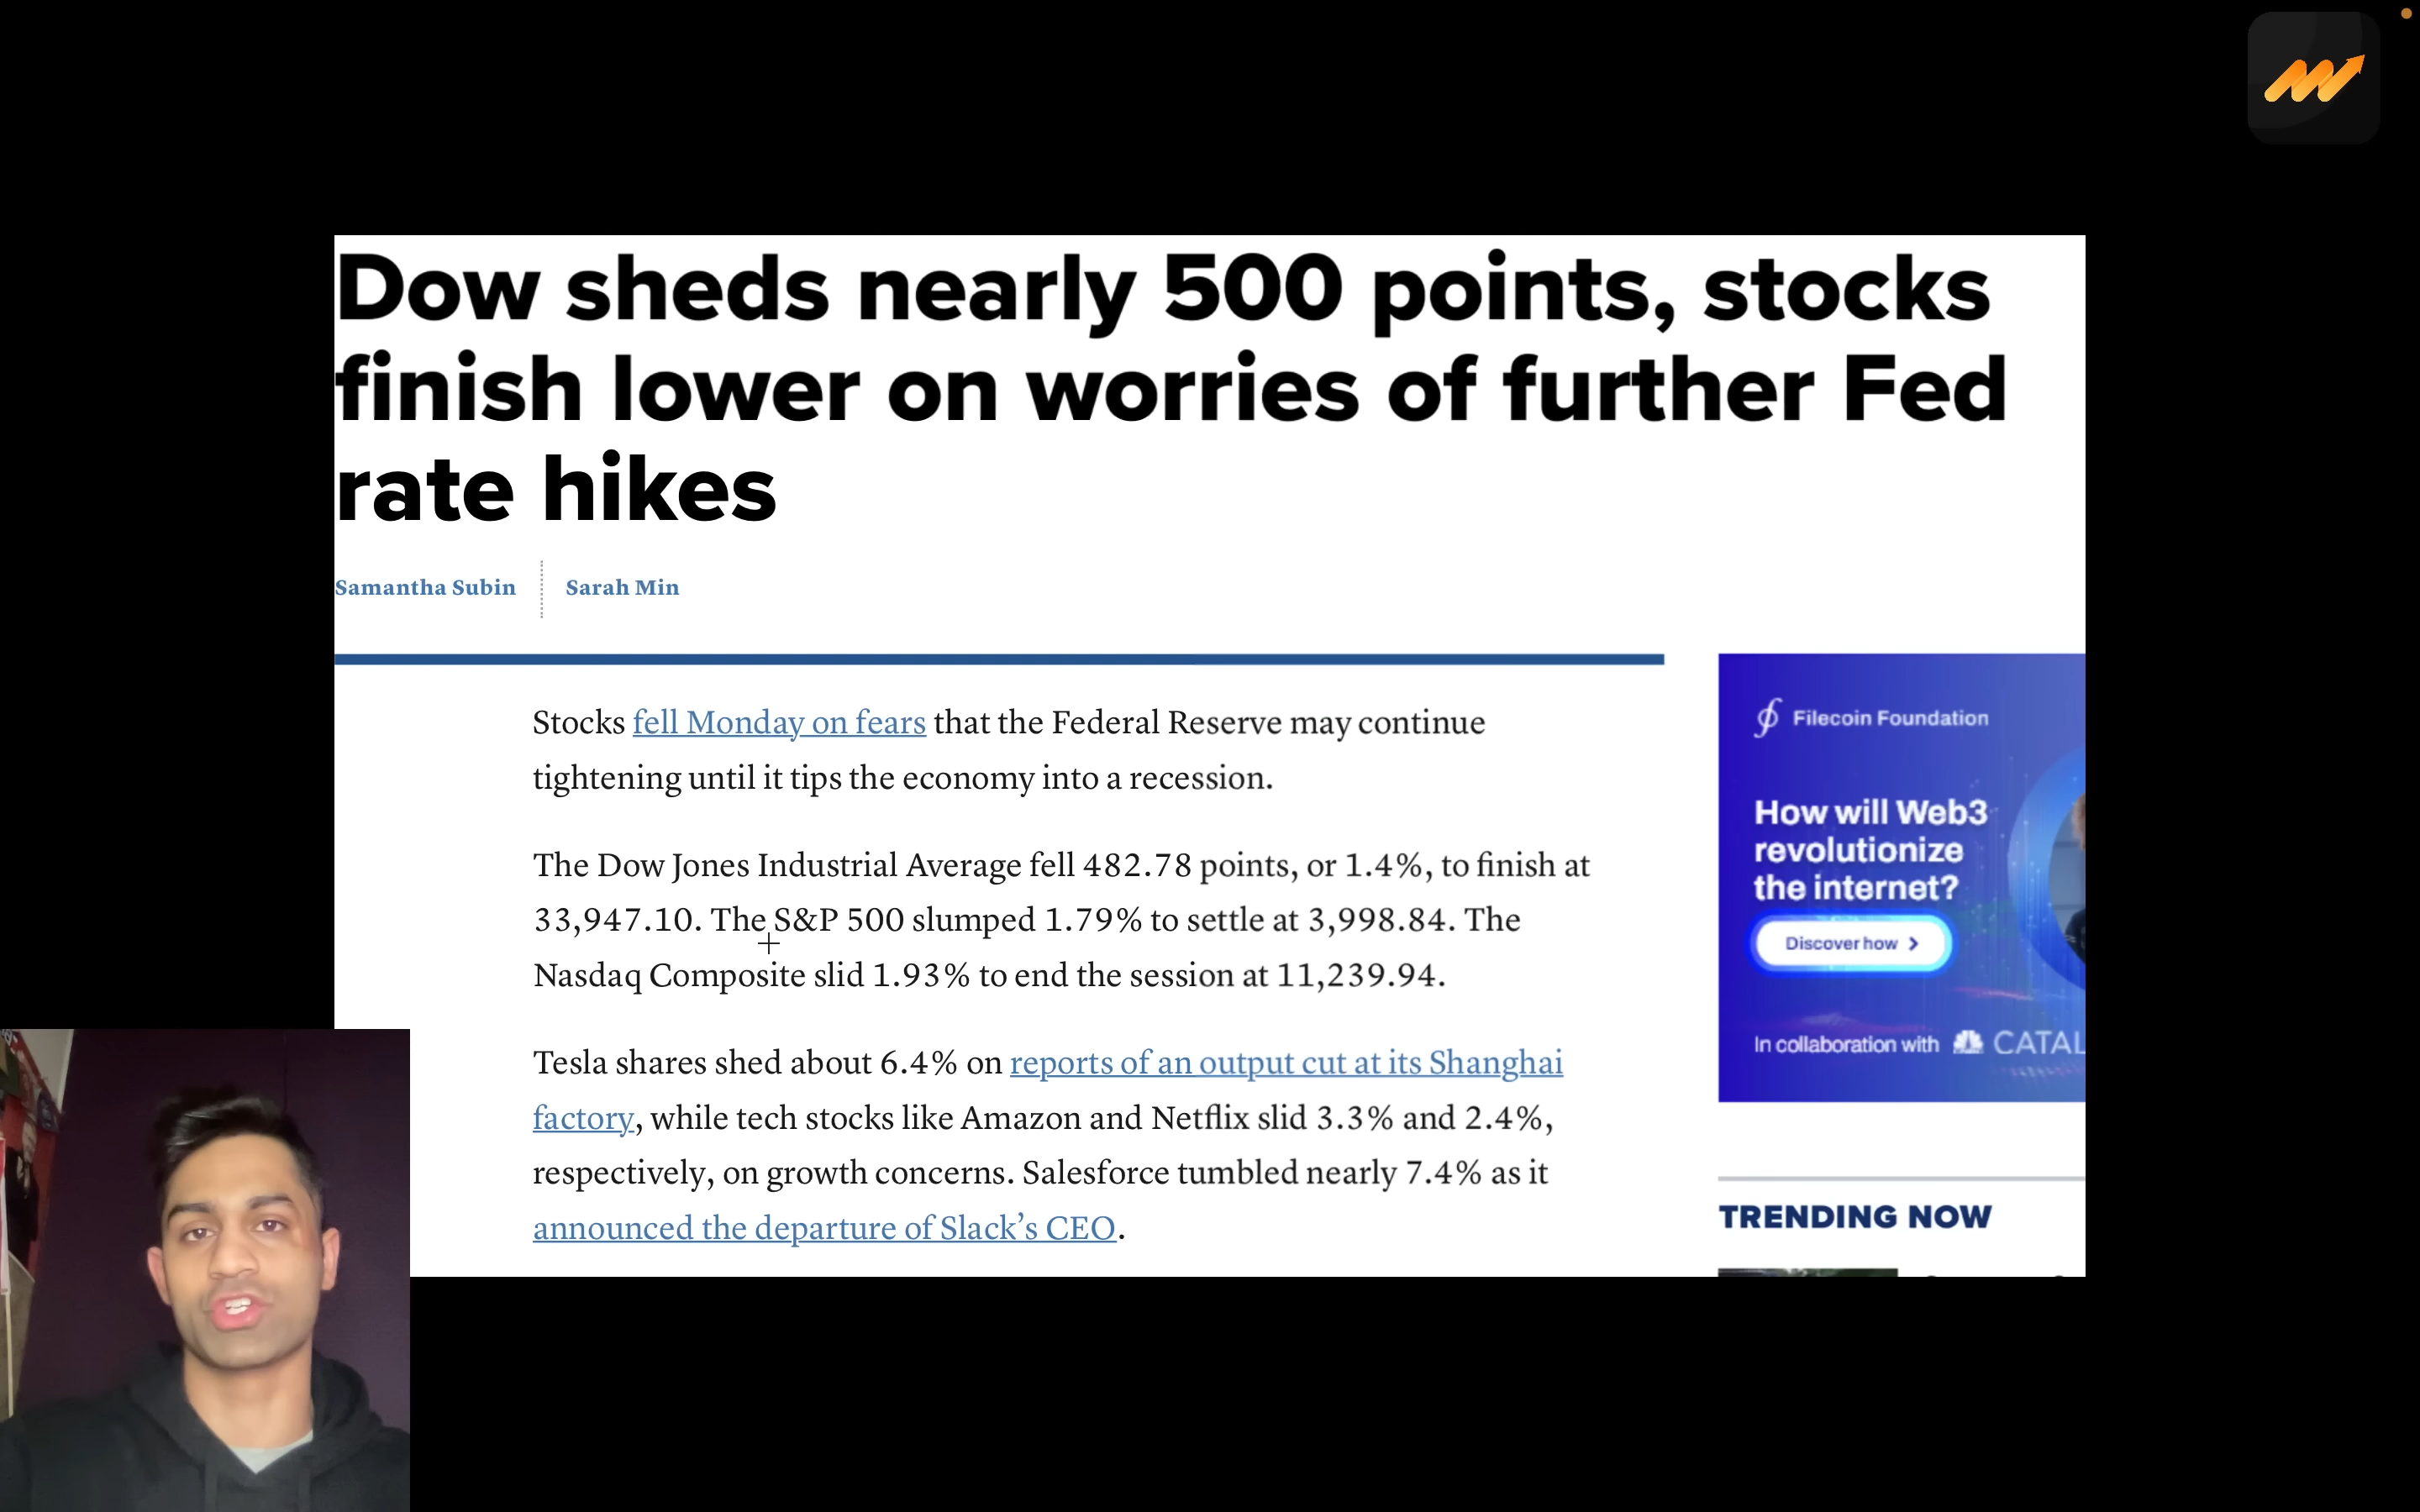 Dow sheds nearly 500 points, stocks
finish lower on worries of further Fed
rate hikes
Samantha Subin
Sarah Min
Stocks fell Monday on fears that the Federal Reserve may continue
tightening until it tips the economy into a recession.
The Dow Jones Industrial Average fell 482.78 points, or 1.4%, to finish at
33,947.10. The S&P 500 slumped 1.79% to settle at 3,998.84. The
Nasdaq Composite slid 1.93% to end the session at 11,239.94.
Tesla shares shed about 6.4% on reports of an output cut at its Shanghai
factory, while tech stocks like Amazon and Netflix slid 3.3% and 2.4%,
respectively, on growth concerns. Salesforce tumbled nearly 7.4% as it
announced the departure of Slack’s CEO.
Filecoin Foundation
How will Web3
revolutionize
the internet?
Discover how
In collaboration with CATAL
TRENDING NOW